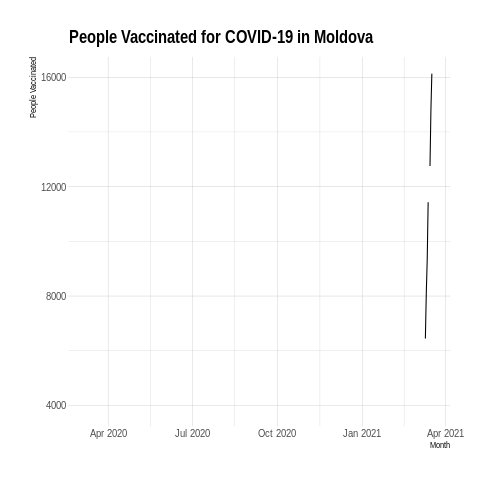 People Vaccinated for COVID-19 in Moldova
People Vaccinated
16000
12000
8000
4000
Apr 2020 Jul 2020 Oct 2020 Jan 2021 Apr 2021
Month